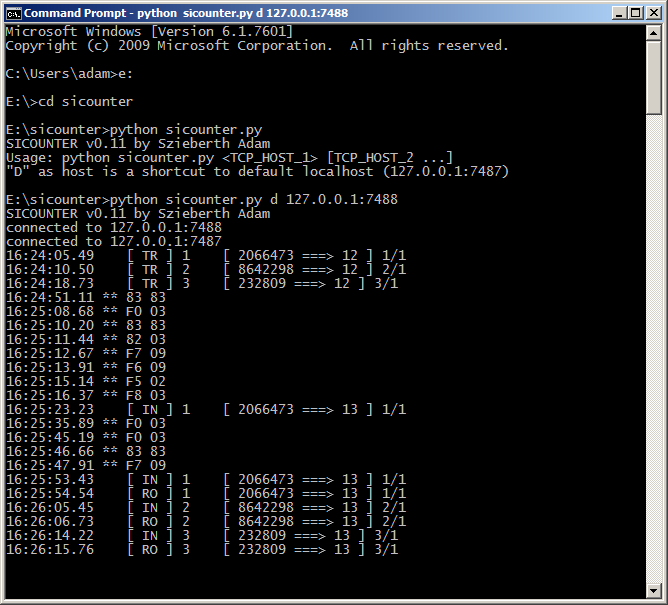 Command Prompt - python  sicounter.py d 127.0.0.1:7488
Microsoft Windows [Version 6.1.7601]
Copyright (c) 2009 Microsoft Corporation.  All rights reserved.
C:\Users\adam>e:
E:\>cd sicounter
E:\sicounter>python sicounter.py
SICOUNTER v0.11 by Szieberth Adam
Usage: python sicounter.py <TCP_HOST_1> [TCP_HOST_2 ...]
"D" as host is a shortcut to default localhost (127.0.0.1:7487)
E:\sicounter>python sicounter.py d 127.0.0.1:7488
SICOUNTER v0.11 by Szieberth Adam
connected to 127.0.0.1:7488
connected to 127.0.0.1:7487
16:24:05.49    [ TR ] 1    [ 2066473 ===> 12 ] 1/1
16:24:10.50    [ TR ] 2    [ 8642298 ===> 12 ] 2/1
16:24:18.73    [ TR ] 3    [ 232809 ===> 12 ] 3/1
16:24:51.11 ** 83 83
16:25:08.68 ** F0 03
16:25:10.20 ** 83 83
16:25:11.44 ** 82 03
16:25:12.67 ** F7 09
16:25:13.91 ** F6 09
16:25:15.14 ** F5 02
16:25:16.37 ** F8 03
16:25:23.23    [ IN ] 1    [ 2066473 ===> 13 ] 1/1
16:25:35.89 ** F0 03
16:25:45.19 ** F0 03
16:25:46.66 ** 83 83
16:25:47.91 ** F7 09
16:25:53.43    [ IN ] 1    [ 2066473 ===> 13 ] 1/1
16:25:54.54    [ RO ] 1    [ 2066473 ===> 13 ] 1/1
16:26:05.45    [ IN ] 2    [ 8642298 ===> 13 ] 2/1
16:26:06.73    [ RO ] 2    [ 8642298 ===> 13 ] 2/1
16:26:14.22    [ IN ] 3    [ 232809 ===> 13 ] 3/1
16:26:15.76    [ RO ] 3    [ 232809 ===> 13 ] 3/1